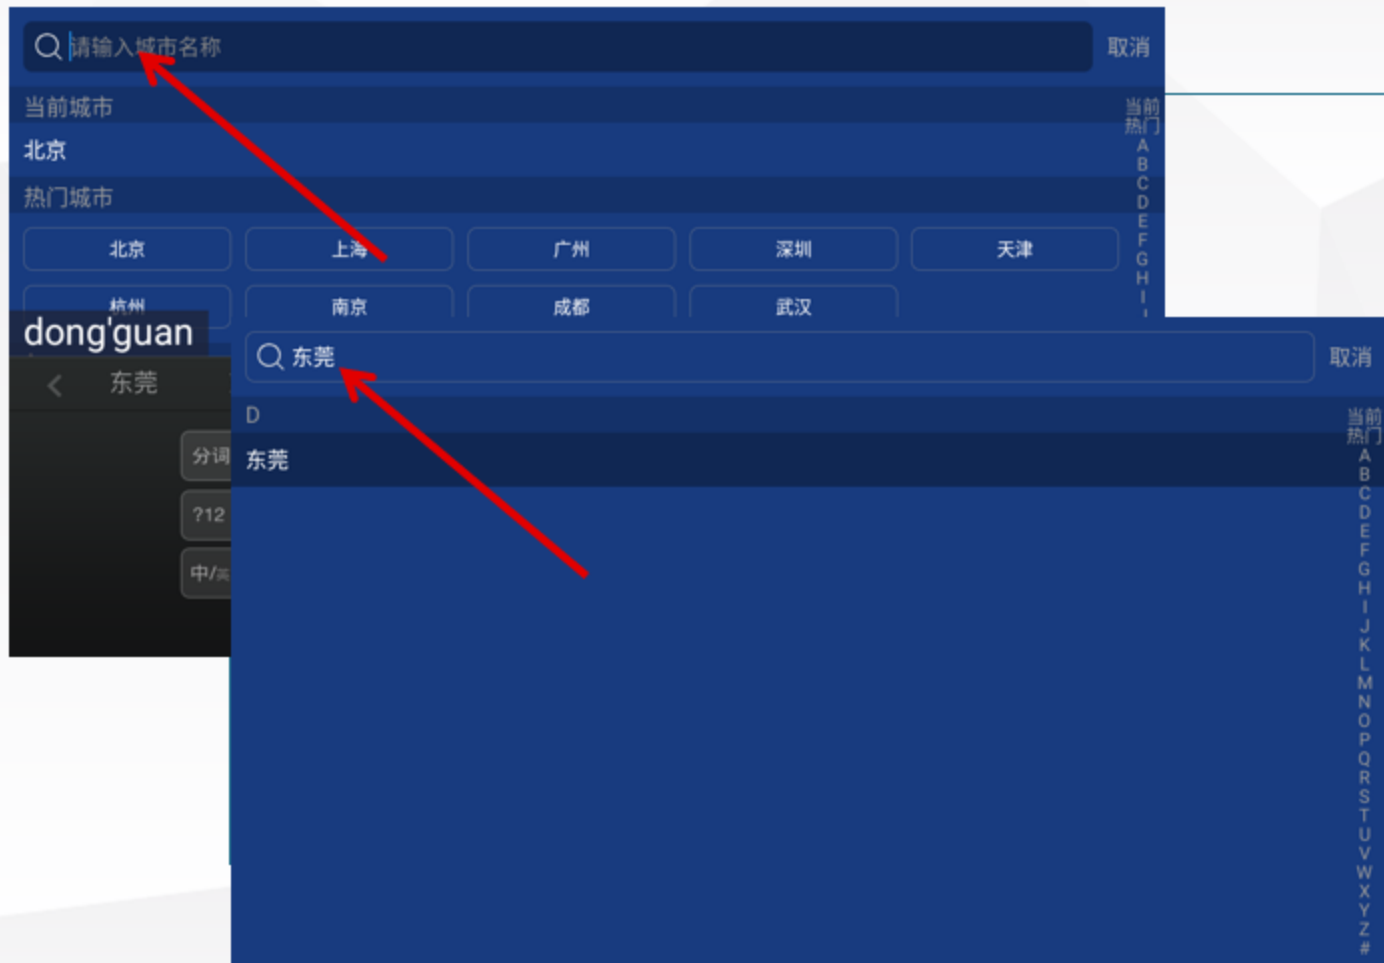 请输入城市名称
取消
当前城市
北京
热门城市
北京 上海 广州 深圳 天津
杭州 南京 成都 武汉
当前
热门
A
B
C
D
E
F
G
H
I
dong'guan
东莞
分词
?12
中/英
东莞
取消
D
东莞
当前
热门
A
B
C
D
E
F
G
H
I
J
K
L
M
N
O
P
Q
R
S
T
U
V
W
X
Y
Z
#